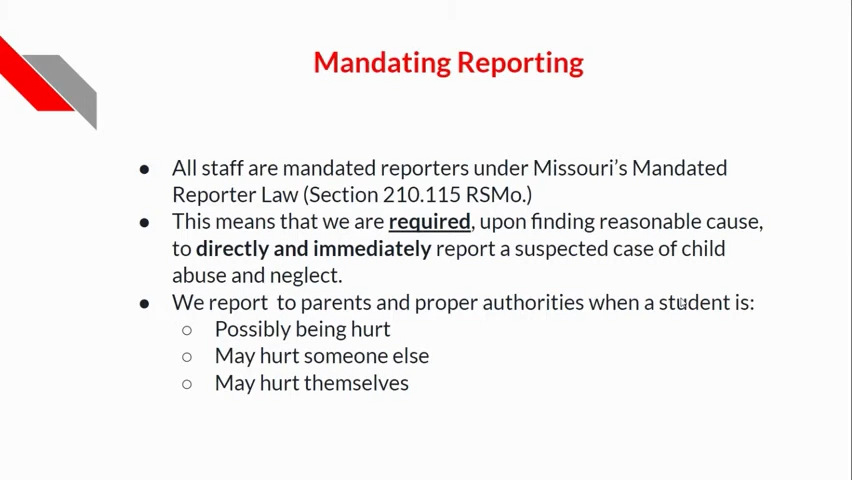 Mandating Reporting
● All staff are mandated reporters under Missouri's Mandated
Reporter Law (Section 210.115 RSMo.)
● This means that we are required, upon finding reasonable cause,
to directly and immediately report a suspected case of child
abuse and neglect.
● We report to parents and proper authorities when a student is:
○ Possibly being hurt
○ May hurt someone else
○ May hurt themselves